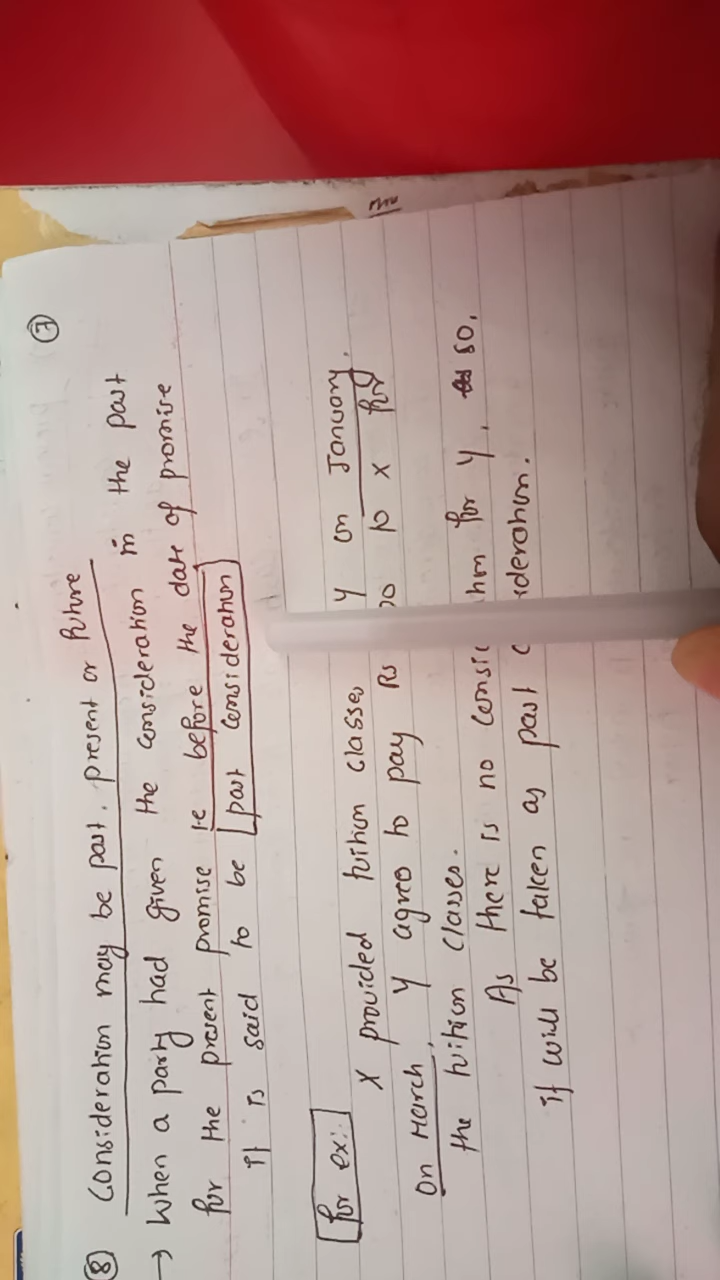 ⑦
⑧ Consideration may be past, present or future
→ When a party had given the consideration in the past
for the present promise i.e before the date of promise
it is said to be past consideration
for ex:
X provided tuition classes Y on January.
On March, Y agree to pay Rs 00 to X for
the tuition classes.
As there is no for Y, so,
it will be taken as past